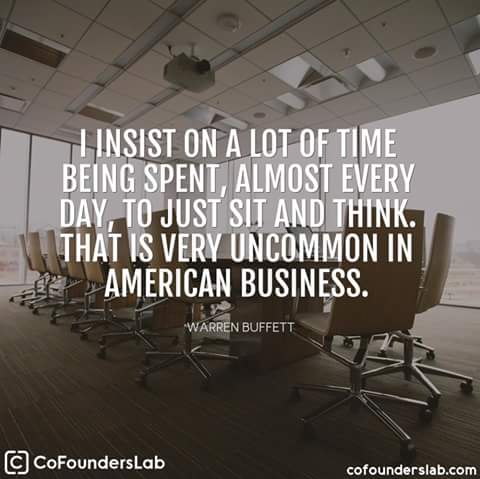 I INSIST ON A LOT OF TIME
BEING SPENT, ALMOST EVERY
DAY, TO JUST SIT AND THINK.
THAT IS VERY UNCOMMON IN
AMERICAN BUSINESS.
WARREN BUFFETT
C CoFoundersLab
cofounderslab.com